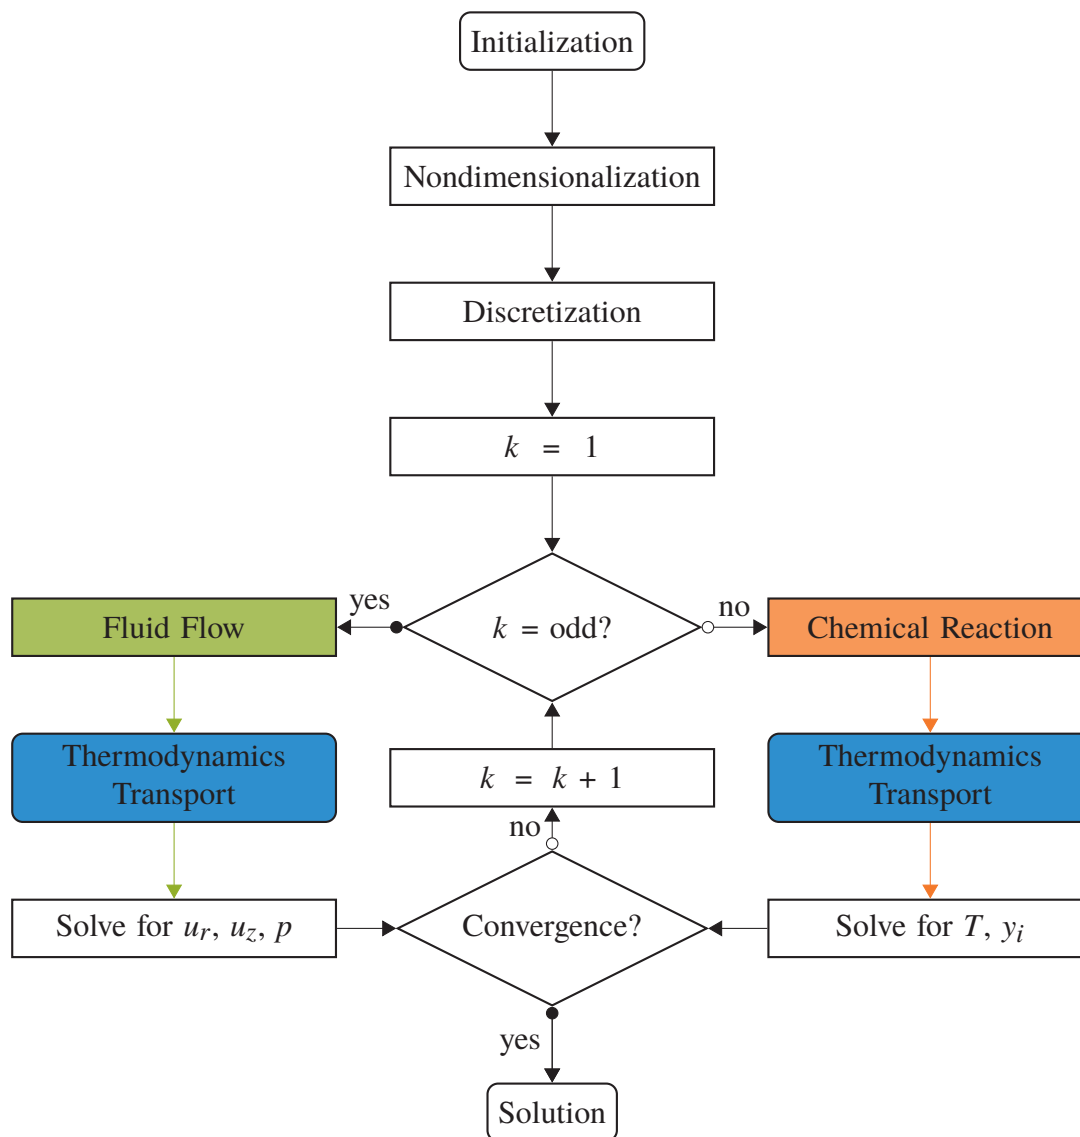 Initialization
Nondimensionalization
Discretization
k = 1
yes
k = odd?
no
Fluid Flow
Chemical Reaction
Thermodynamics
Transport
k = k + 1
Thermodynamics
Transport
no
Solve for u_r, u_z, p
Convergence?
Solve for T, y_i
yes
Solution